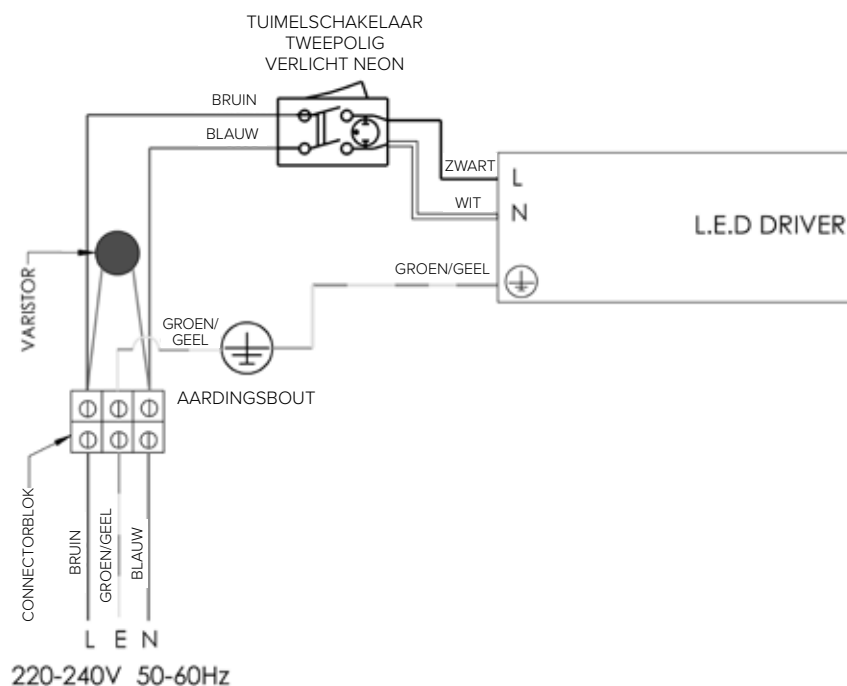 TUIMELSCHAKELAAR
TWEEPOLIG
VERLICHT NEON
BRUIN
BLAUW
ZWART
L
WIT
N
L.E.D DRIVER
GROEN/GEEL
VARISTOR
GROEN/
GEEL
AARDINGSBOUT
CONNECTORBLOK
BRUIN
GROEN/GEEL
BLAUW
L E N
220-240V 50-60Hz